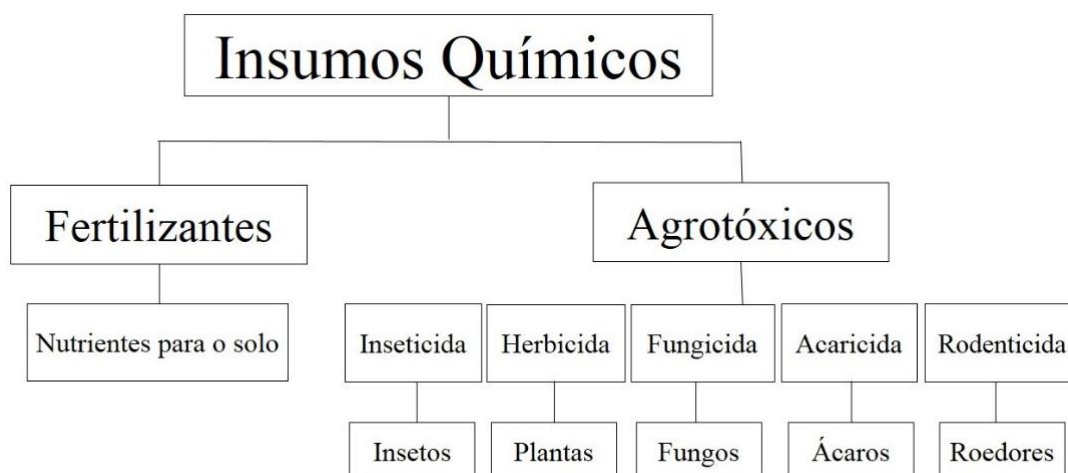 Insumos Químicos
Fertilizantes
Agrotóxicos
Nutrientes para o solo
Inseticida
Herbicida
Fungicida
Acaricida
Rodenticida
Insetos
Plantas
Fungos
Ácaros
Roedores